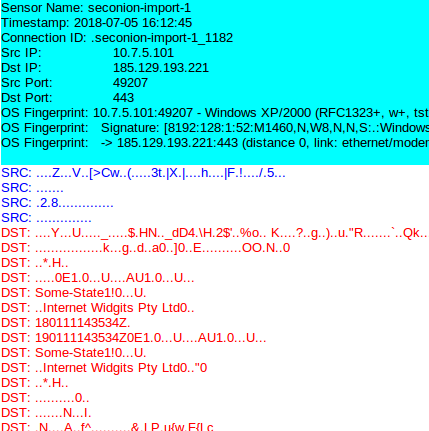 Sensor Name: seconion-import-1
Timestamp: 2018-07-05 16:12:45
Connection ID: .seconion-import-1_1182
Src IP: 10.7.5.101
Dst IP: 185.129.193.221
Src Port: 49207
Dst Port: 443
OS Fingerprint: 10.7.5.101:49207 - Windows XP/2000 (RFC1323+, w+, tst
OS Fingerprint: Signature: [8192:128:1:52:M1460,N,W8,N,N,S:.:Windows
OS Fingerprint: -> 185.129.193.221:443 (distance 0, link: ethernet/moder
SRC: ....Z...V..[>Cw..(.....3t.|X.|....h....|F.!..../.5...
SRC: .......
SRC: .2.8..............
SRC: ..............
DST: ....Y...U....._.....$.HN.._dD4.\H.2$'..%o.. K....?..g..)..u."R.......`..Qk..
DST: .................k...g..d..a0..]0..E..........OO.N..0
DST: ..*.H..
DST: .....0E1.0...U....AU1.0...U...
DST: Some-State1!0...U.
DST: ..Internet Widgits Pty Ltd0..
DST: 180111143534Z.
DST: 190111143534Z0E1.0...U....AU1.0...U...
DST: Some-State1!0...U.
DST: ..Internet Widgits Pty Ltd0.."0
DST: ..*.H..
DST: ..........0..
DST: .......N...I.
DST: .N....A..f^..........&.I.P.u{w.E{I.c